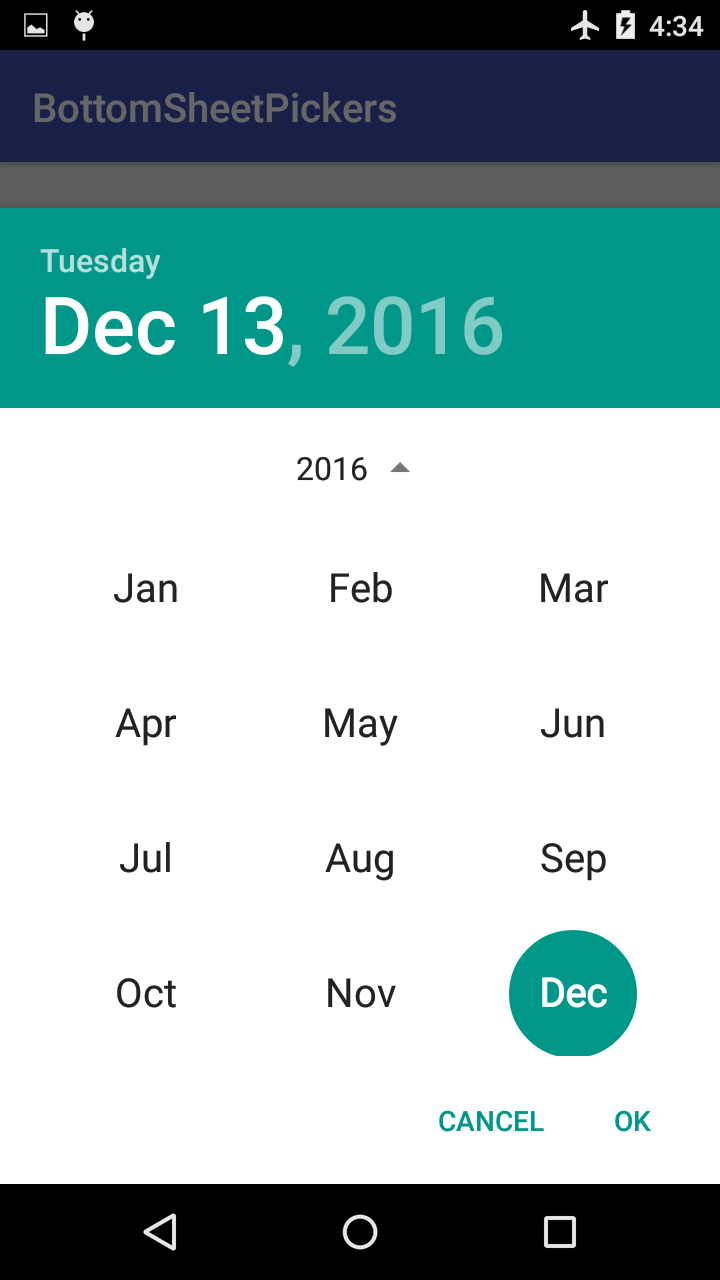 4:34
BottomSheetPickers
Tuesday
Dec 13, 2016
2016
Jan Feb Mar
Apr May Jun
Jul Aug Sep
Oct Nov Dec
CANCEL OK